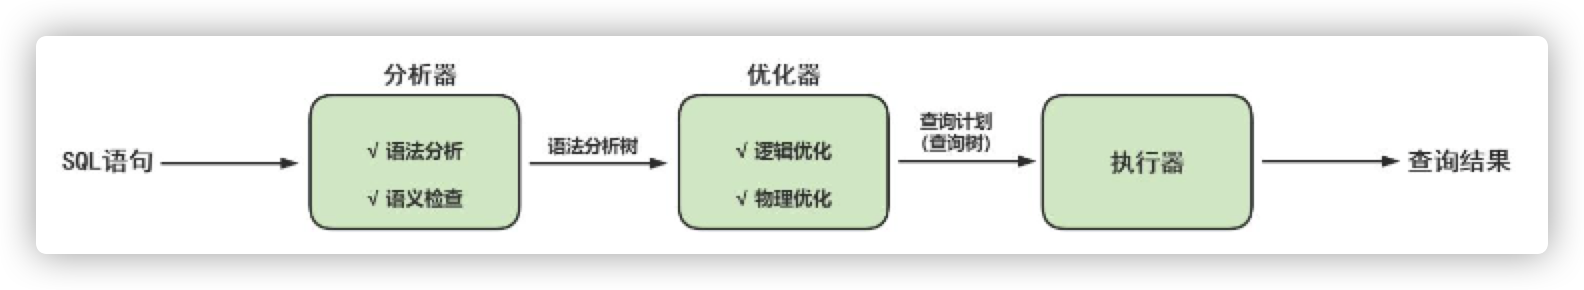 分析器
优化器
SQL语句
√ 语法分析
√ 语义检查
语法分析树
√ 逻辑优化
√ 物理优化
查询计划
(查询树)
执行器
查询结果